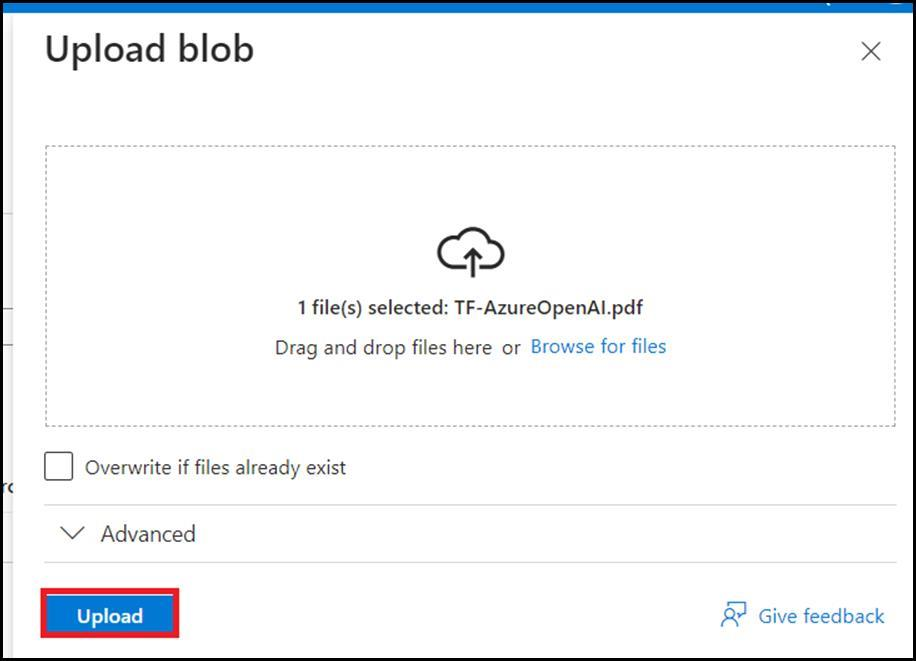 Upload blob
1 file(s) selected: TF-AzureOpenAI.pdf
Drag and drop files here or Browse for files
Overwrite if files already exist
Advanced
Upload
Give feedback